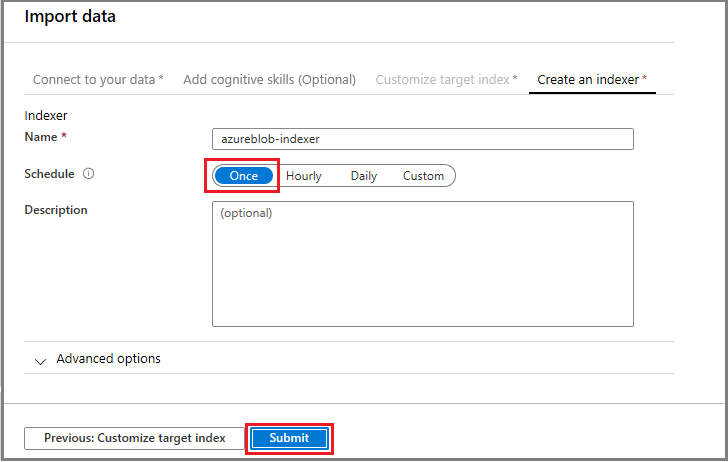 Import data
Connect to your data * Add cognitive skills (Optional) Customize target index * Create an indexer *
Indexer
Name * azureblob-indexer
Schedule Once Hourly Daily Custom
Description (optional)
Advanced options
Previous: Customize target index Submit